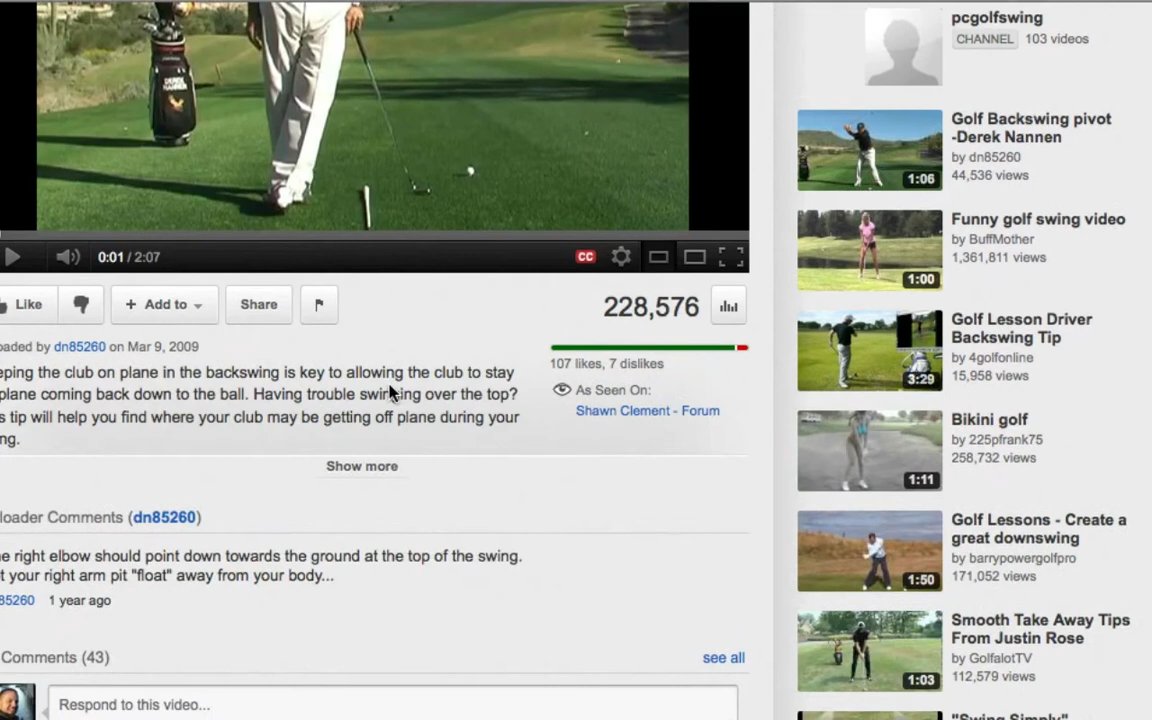 DEREK
NANNEN
0:01 / 2:07
CC
Like
+ Add to
Share
228,576
oaded by dn85260 on Mar 9, 2009
eping the club on plane in the backswing is key to allowing the club to stay
plane coming back down to the ball. Having trouble swinging over the top?
s tip will help you find where your club may be getting off plane during your
ng.
107 likes, 7 dislikes
As Seen On:
Shawn Clement - Forum
Show more
loader Comments (dn85260)
e right elbow should point down towards the ground at the top of the swing.
t your right arm pit "float" away from your body...
85260 1 year ago
Comments (43)
see all
Respond to this video...
pcgolfswing
CHANNEL 103 videos
Golf Backswing pivot
-Derek Nannen
by dn85260
44,536 views
1:06
Funny golf swing video
by BuffMother
1,361,811 views
1:00
Golf Lesson Driver
Backswing Tip
by 4golfonline
15,958 views
3:29
Bikini golf
by 225pfrank75
258,732 views
1:11
Golf Lessons - Create a
great downswing
by barrypowergolfpro
171,052 views
1:50
Smooth Take Away Tips
From Justin Rose
by GolfalotTV
112,579 views
1:03
"Swing Simply"